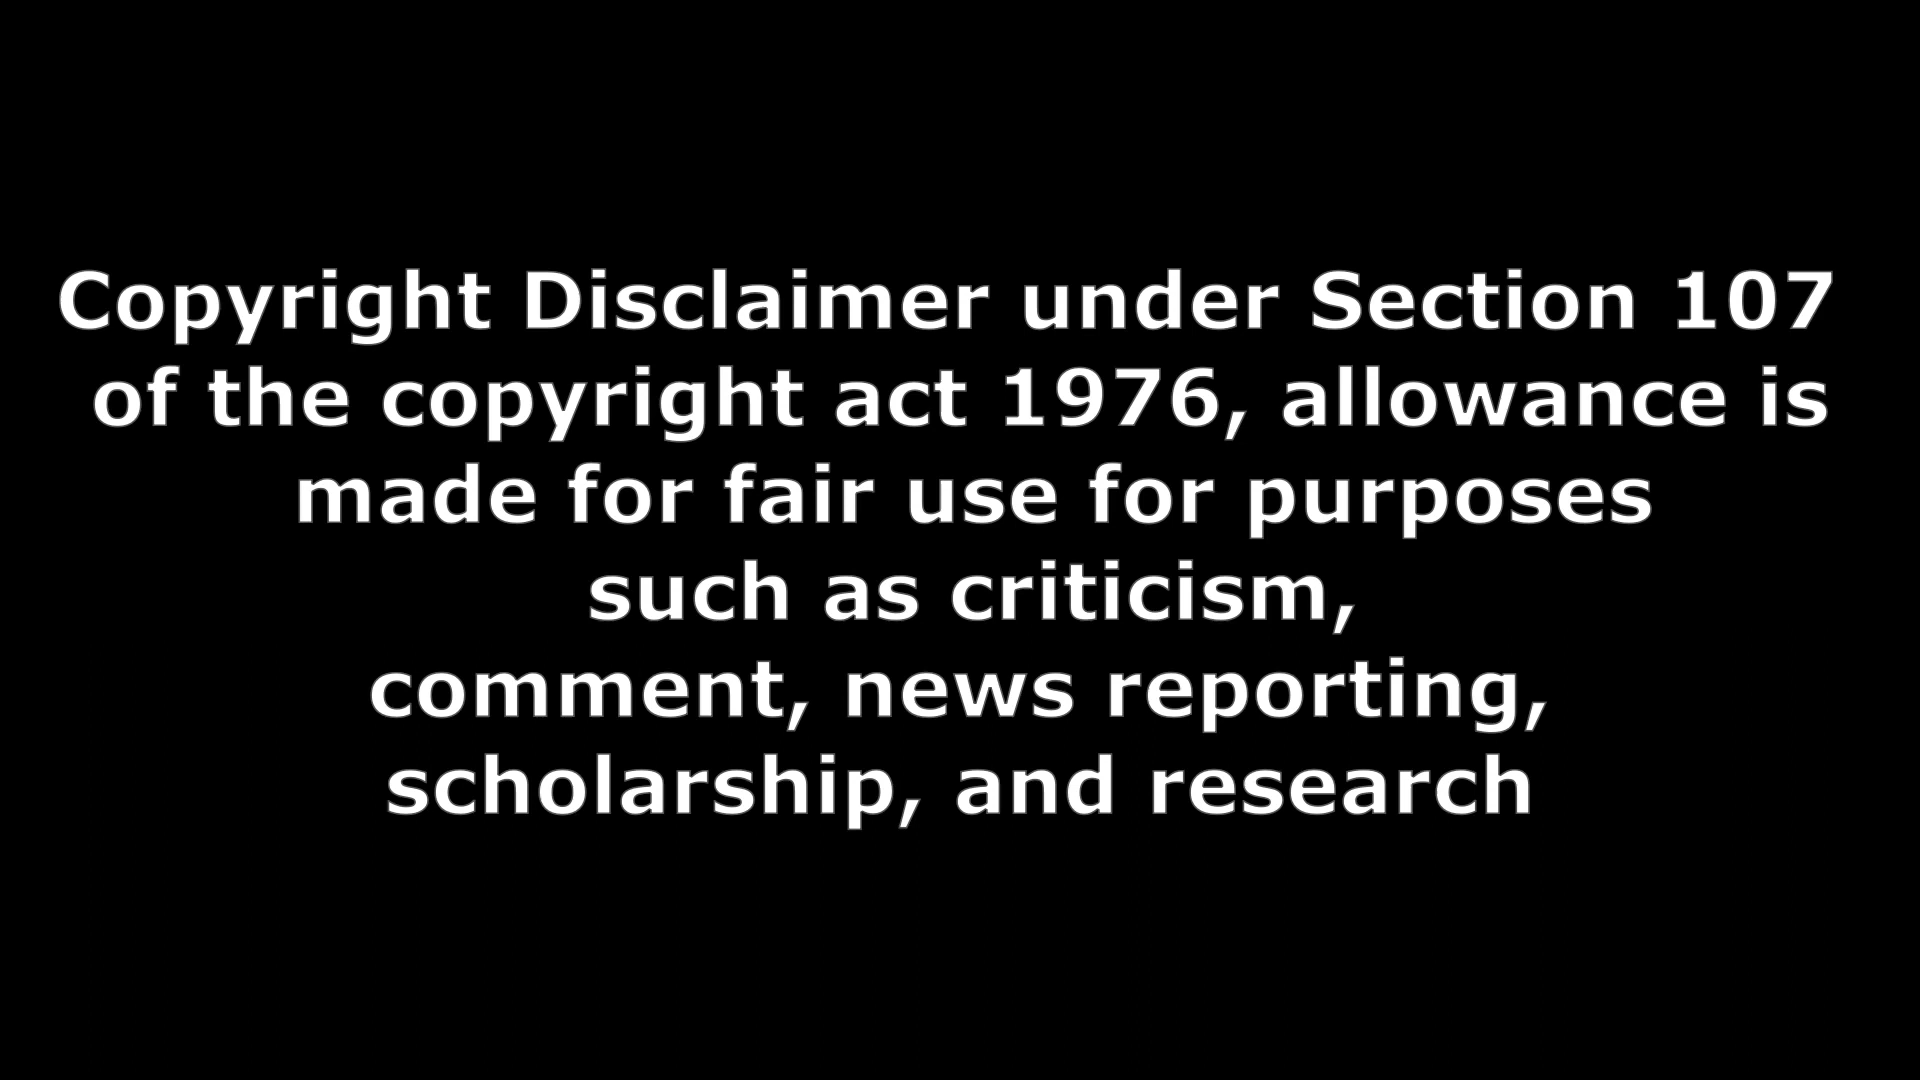 Copyright Disclaimer under Section 107
of the copyright act 1976, allowance is
made for fair use for purposes
such as criticism,
comment, news reporting,
scholarship, and research